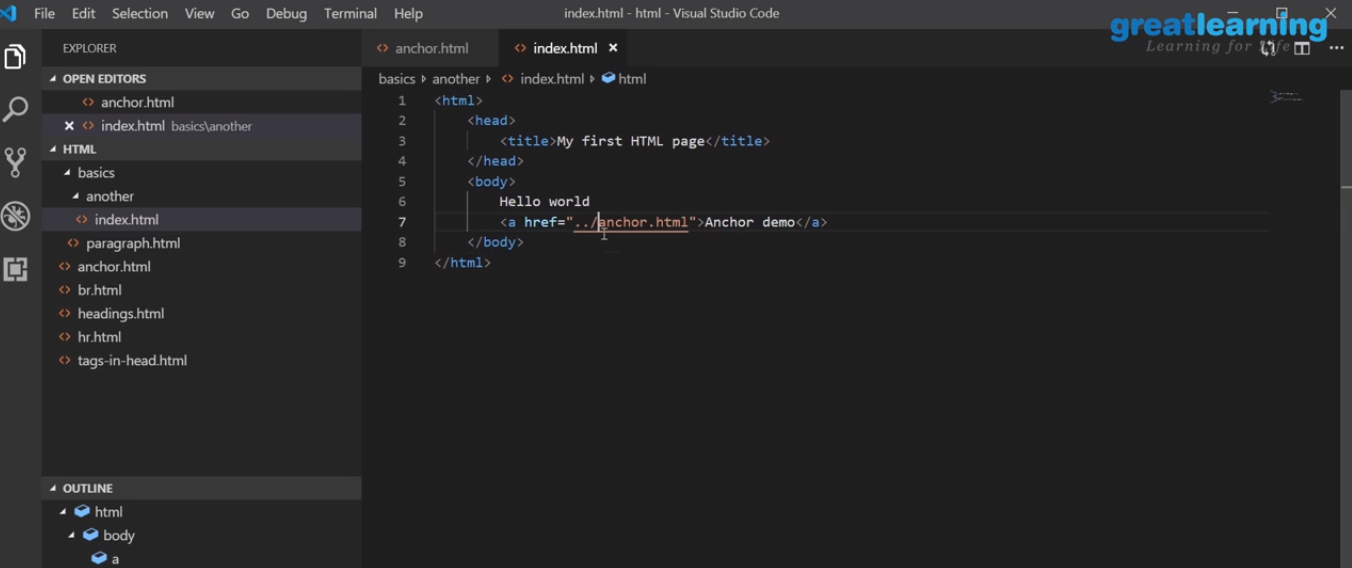 File Edit Selection View Go Debug Terminal Help
index.html - html - Visual Studio Code
greatlearning
Learning for Life
EXPLORER
OPEN EDITORS
anchor.html
index.html basics\another
HTML
basics
another
index.html
paragraph.html
anchor.html
br.html
headings.html
hr.html
tags-in-head.html
OUTLINE
html
body
a
anchor.html
index.html
basics another index.html html
1 <html>
2 <head>
3 <title>My first HTML page</title>
4 </head>
5 <body>
6 Hello world
7 <a href="../anchor.html">Anchor demo</a>
8 </body>
9 </html>